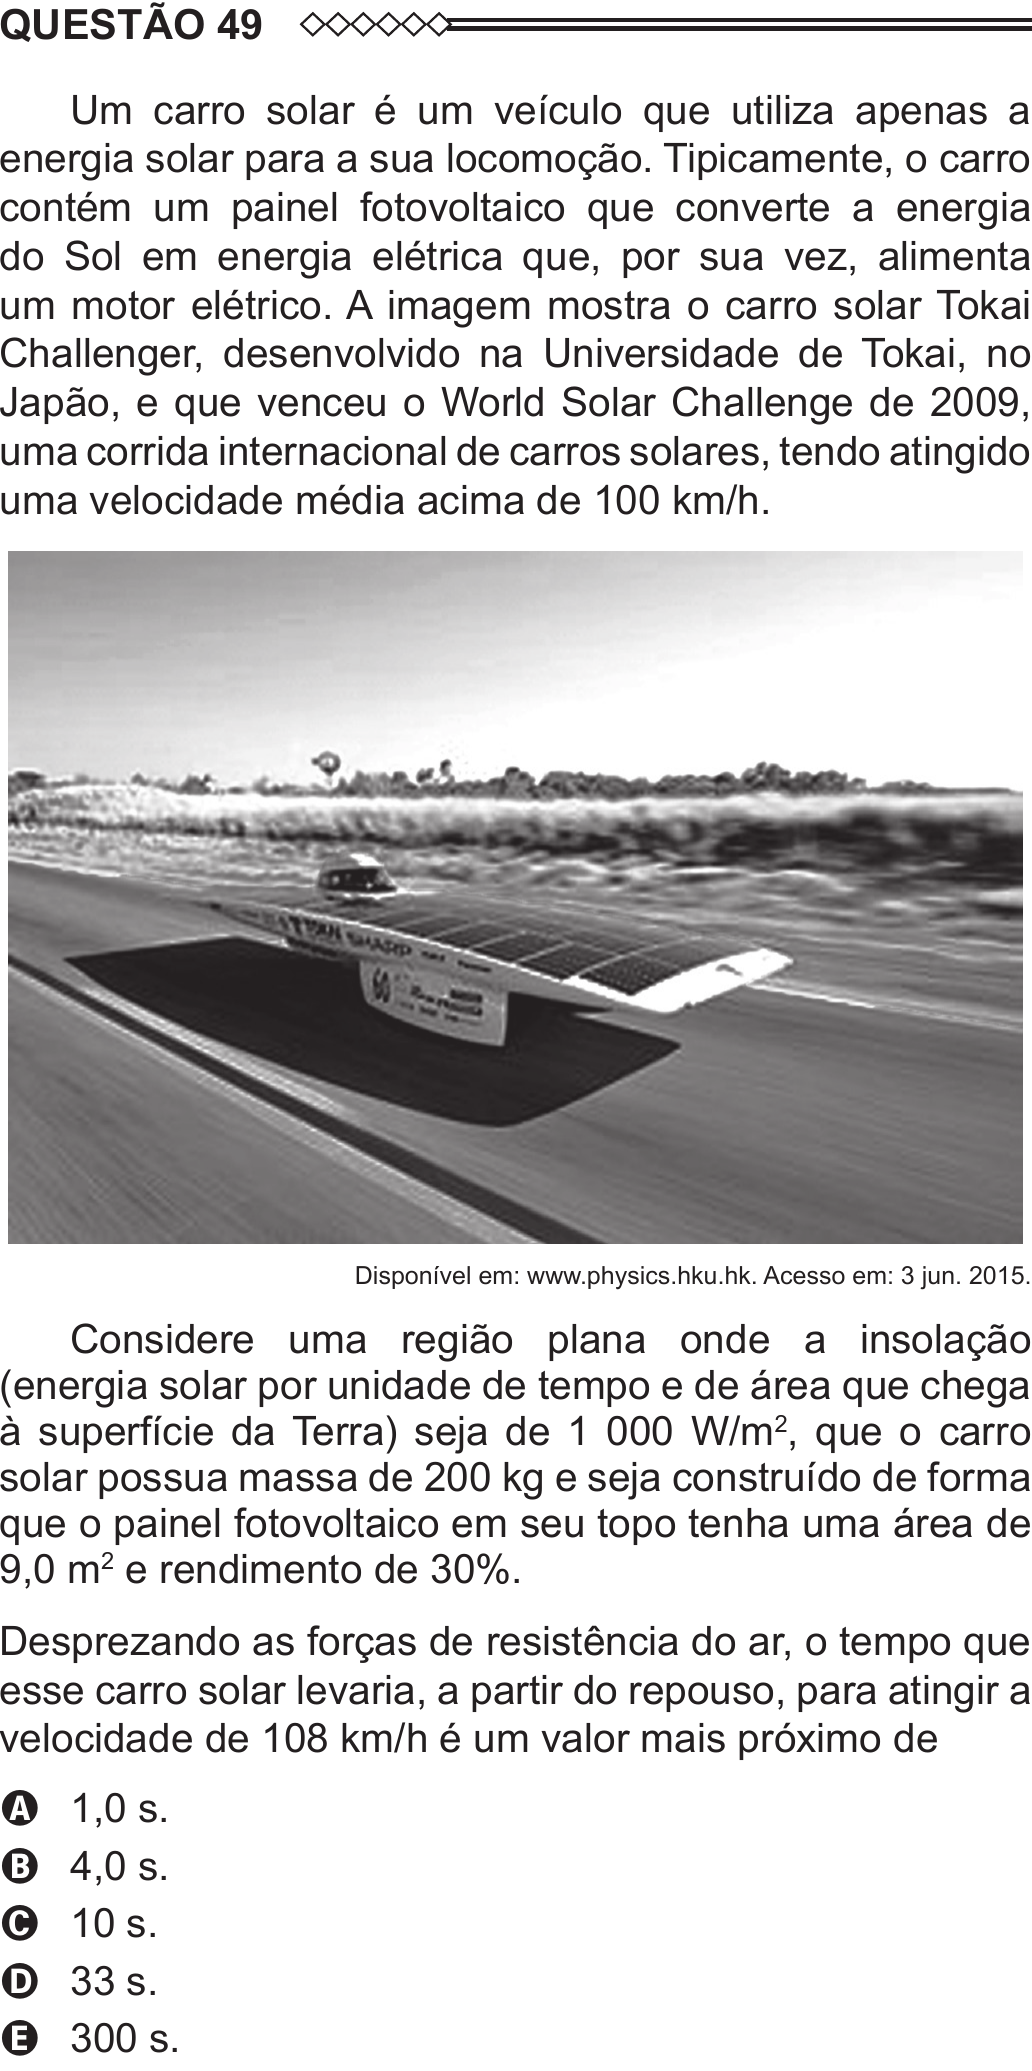 QUESTÃO 49
Um carro solar é um veículo que utiliza apenas a
energia solar para a sua locomoção. Tipicamente, o carro
contém um painel fotovoltaico que converte a energia
do Sol em energia elétrica que, por sua vez, alimenta
um motor elétrico. A imagem mostra o carro solar Tokai
Challenger, desenvolvido na Universidade de Tokai, no
Japão, e que venceu o World Solar Challenge de 2009,
uma corrida internacional de carros solares, tendo atingido
uma velocidade média acima de 100 km/h.
TOKAI SHARP
60
Disponível em: www.physics.hku.hk. Acesso em: 3 jun. 2015.
Considere uma região plana onde a insolação
(energia solar por unidade de tempo e de área que chega
à superfície da Terra) seja de 1 000 W/m², que o carro
solar possua massa de 200 kg e seja construído de forma
que o painel fotovoltaico em seu topo tenha uma área de
9,0 m² e rendimento de 30%.
Desprezando as forças de resistência do ar, o tempo que
esse carro solar levaria, a partir do repouso, para atingir a
velocidade de 108 km/h é um valor mais próximo de
A 1,0 s.
B 4,0 s.
C 10 s.
D 33 s.
E 300 s.